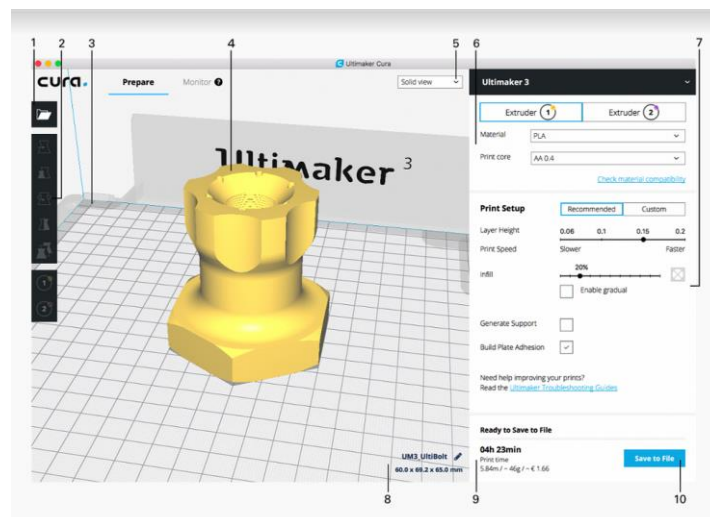 1 2 3 4 5 6 7
Ultimaker Cura
cura.
Prepare
Monitor
Solid view
Ultimaker 3
Extruder 1
Extruder 2
Material
PLA
Print core
AA 0.4
Check material compatibility
Ultimaker 3
Print Setup
Recommended
Custom
Layer Height
0.06 0.1 0.15 0.2
Print Speed
Slower
Faster
Infill
20%
Enable gradual
Generate Support
Build Plate Adhesion
Need help improving your prints?
Read the Ultimaker Troubleshooting Guides
1
2
Ready to Save to File
UM3_UltiBolt
60.0 x 69.2 x 65.0 mm
04h 23min
Print time
5.84m / ~ 46g / ~ € 1.66
Save to File
8 9 10